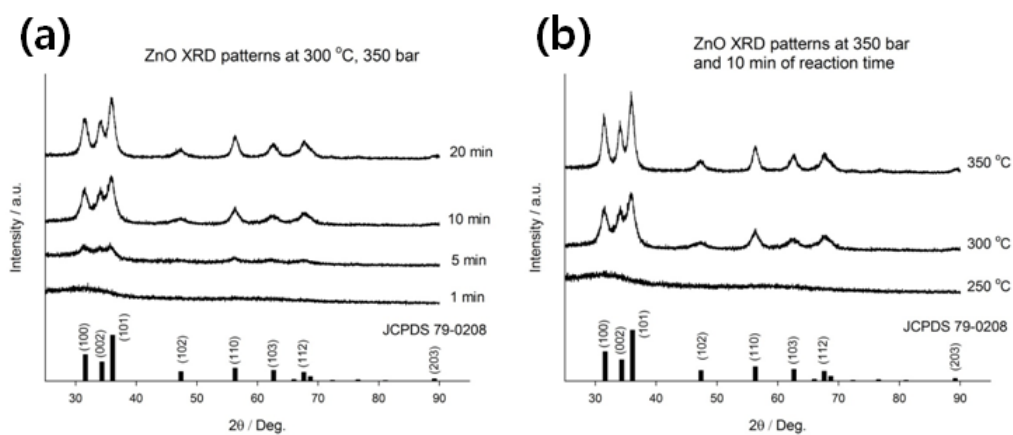 (a)
ZnO XRD patterns at 300 °C, 350 bar
Intensity / a.u.
20 min
10 min
5 min
1 min
JCPDS 79-0208
(100)
(002)
(101)
(102)
(110)
(103)
(112)
(203)
30 40 50 60 70 80 90
2θ / Deg.
(b)
ZnO XRD patterns at 350 bar
and 10 min of reaction time
Intensity / a.u.
350 °C
300 °C
250 °C
JCPDS 79-0208
(100)
(002)
(101)
(102)
(110)
(103)
(112)
(203)
30 40 50 60 70 80 90
2θ / Deg.